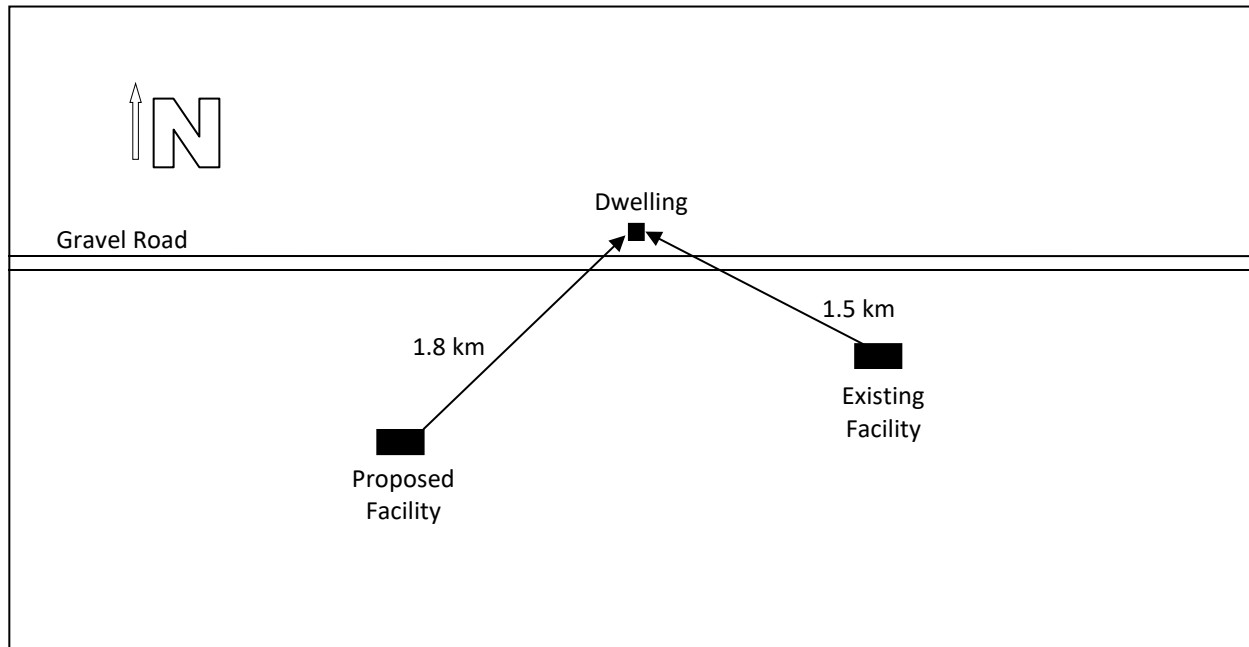 N
Dwelling
Gravel Road
1.5 km
1.8 km
Existing
Facility
Proposed
Facility